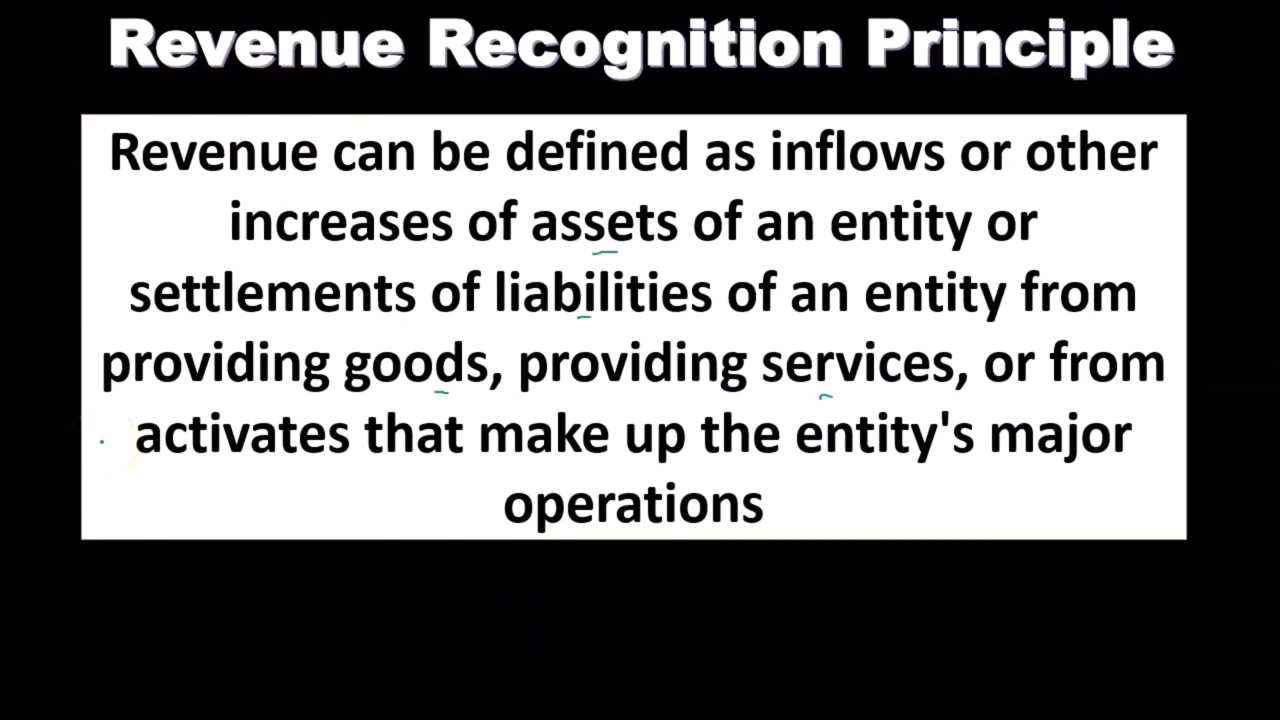 Revenue Recognition Principle
Revenue can be defined as inflows or other
increases of assets of an entity or
settlements of liabilities of an entity from
providing goods, providing services, or from
activates that make up the entity's major
operations